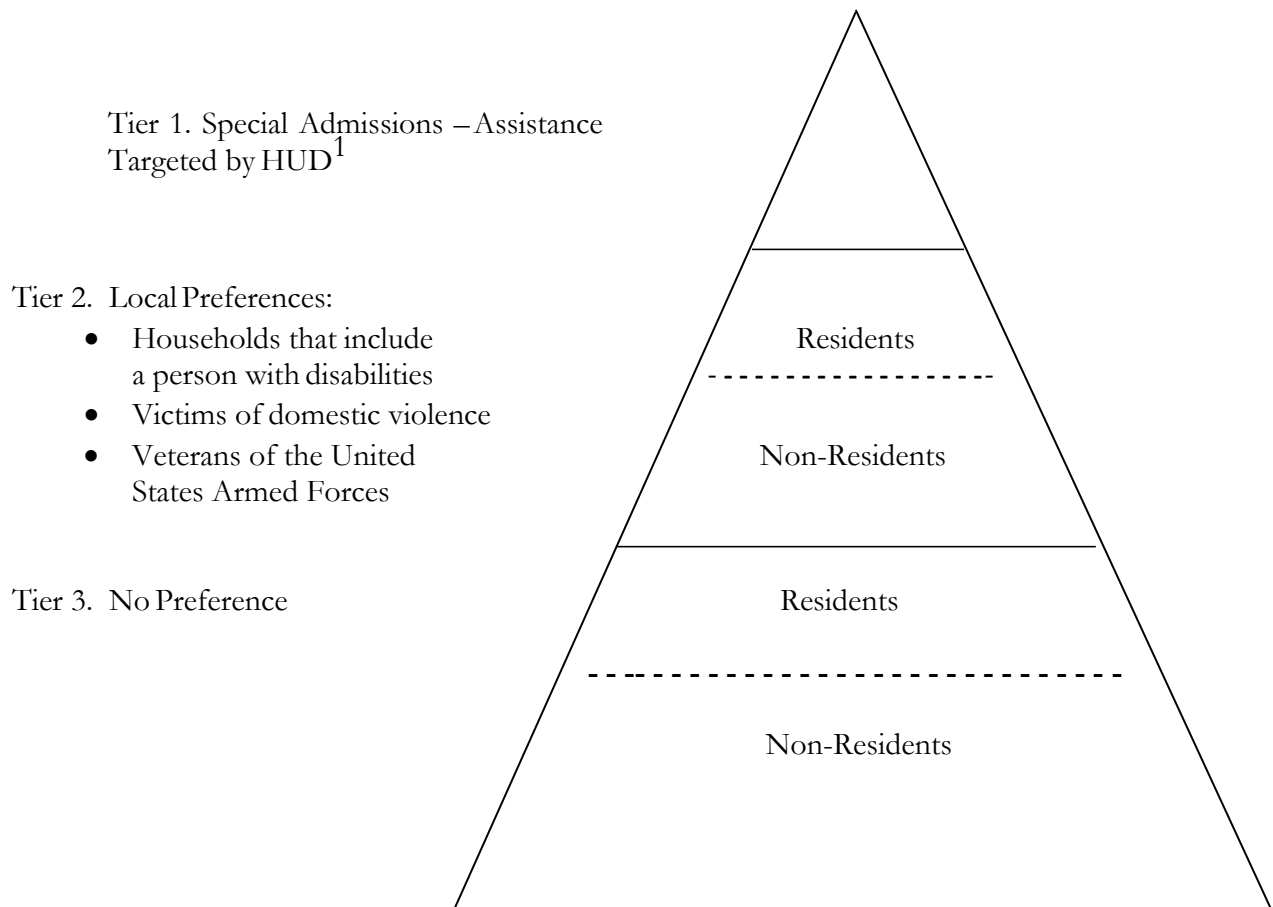 Tier 1. Special Admissions – Assistance
Targeted by HUD1
Tier 2. Local Preferences:
• Households that include
a person with disabilities
• Victims of domestic violence
• Veterans of the United
States Armed Forces
Tier 3. No Preference
Residents
Non-Residents
Residents
Non-Residents